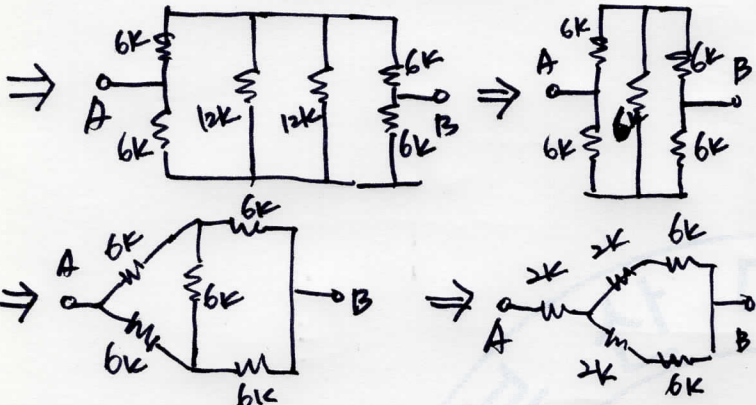 ⇒ A 6K 6K 12K 12K 6K 6K B
⇒ A 6K 6K 6K 6K 6K B
⇒ A 6K 6K 6K 6K 6K B
⇒ A 2K 2K 2K 6K 6K B